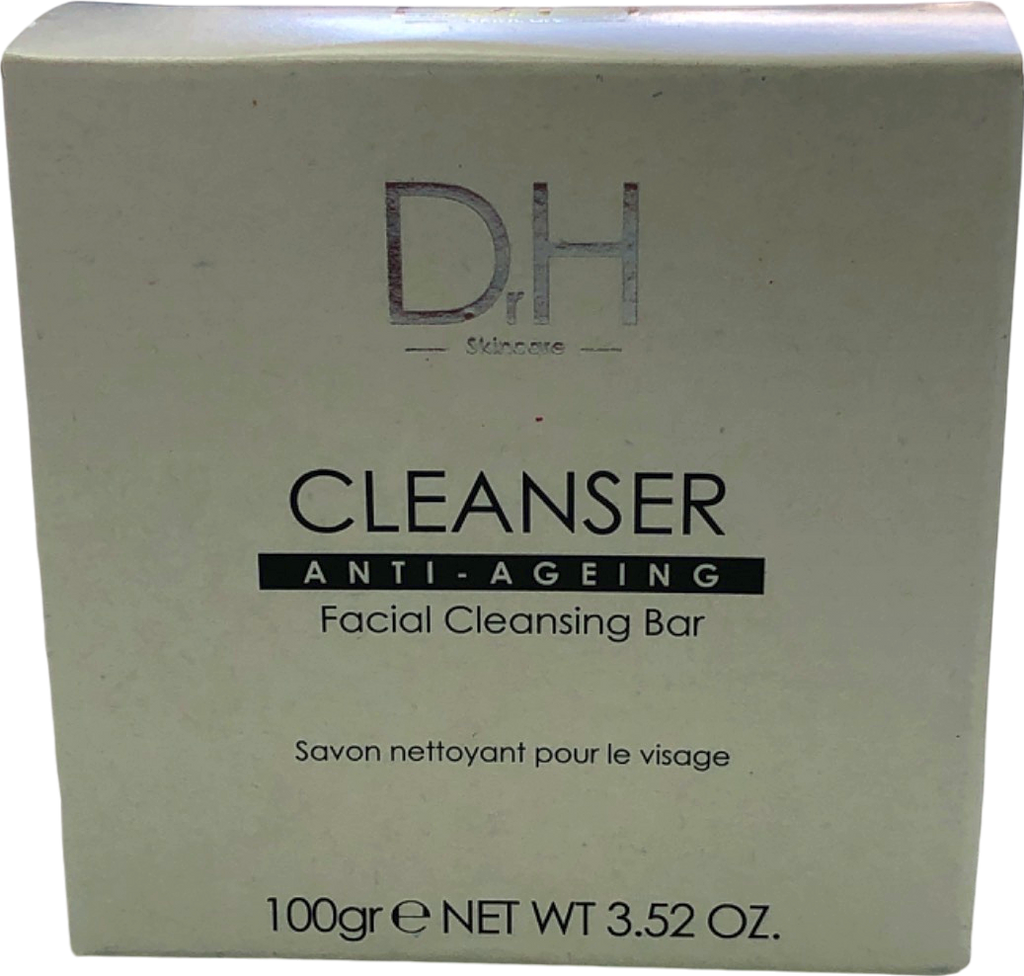 DrH
Skincare
CLEANSER
ANTI-AGEING
Facial Cleansing Bar
Savon nettoyant pour le visage
100gr ℮ NET WT 3.52 OZ.